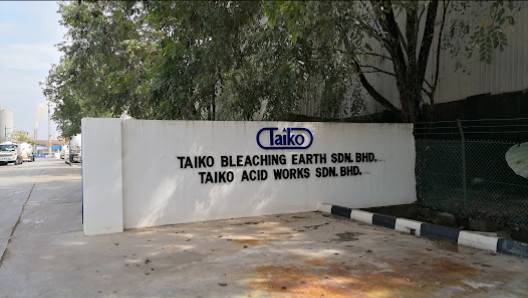 Taiko
TAIKO BLEACHING EARTH SDN. BHD.
TAIKO ACID WORKS SDN. BHD.